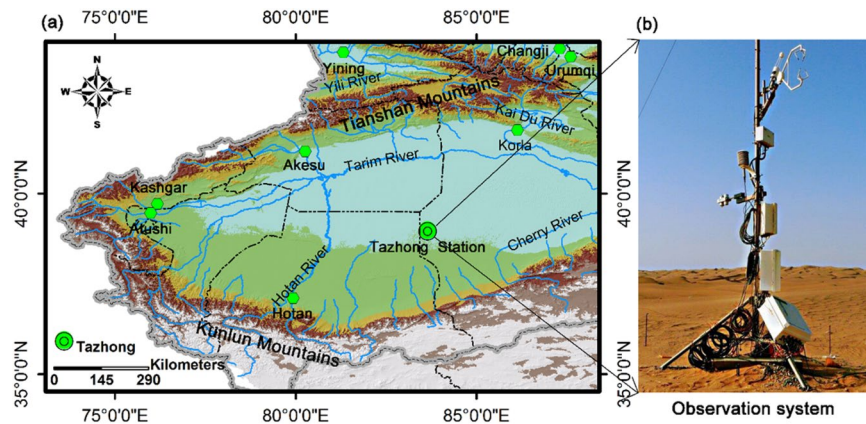 (a)
75°0'0"E
80°0'0"E
85°0'0"E
(b)
N
W E
S
Yining
Yili River
Changji
Urumqi
Tianshan Mountains
Kai Du River
Korla
Akesu
Tarim River
Kashgar
Atushi
40°0'0"N
40°0'0"N
Tazhong Station
Cherry River
Hotan River
Hotan
Kunlun Mountains
Tazhong
Kilometers
0 145 290
35°0'0"N
35°0'0"N
75°0'0"E
80°0'0"E
85°0'0"E
Observation system